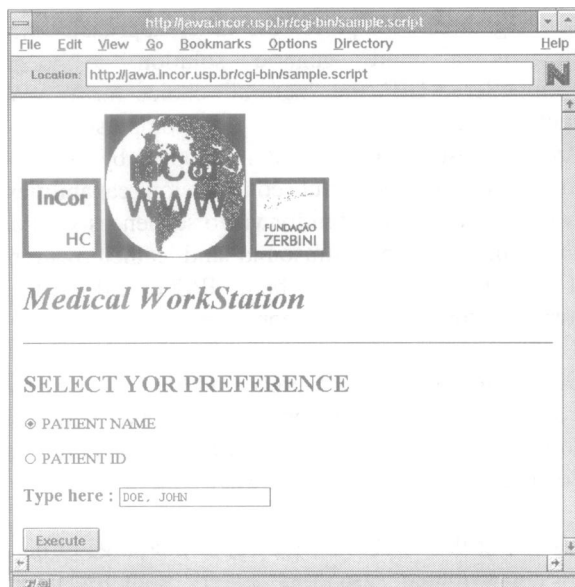 http://jawa.incor.usp.br/cgi-bin/sample.script
File Edit View Go Bookmarks Options Directory Help
Location: http://jawa.incor.usp.br/cgi-bin/sample.script
N
InCor
HC
InCor
WWW
FUNDAÇÃO
ZERBINI
Medical WorkStation
SELECT YOR PREFERENCE
PATIENT NAME
PATIENT ID
Type here : DOE, JOHN
Execute